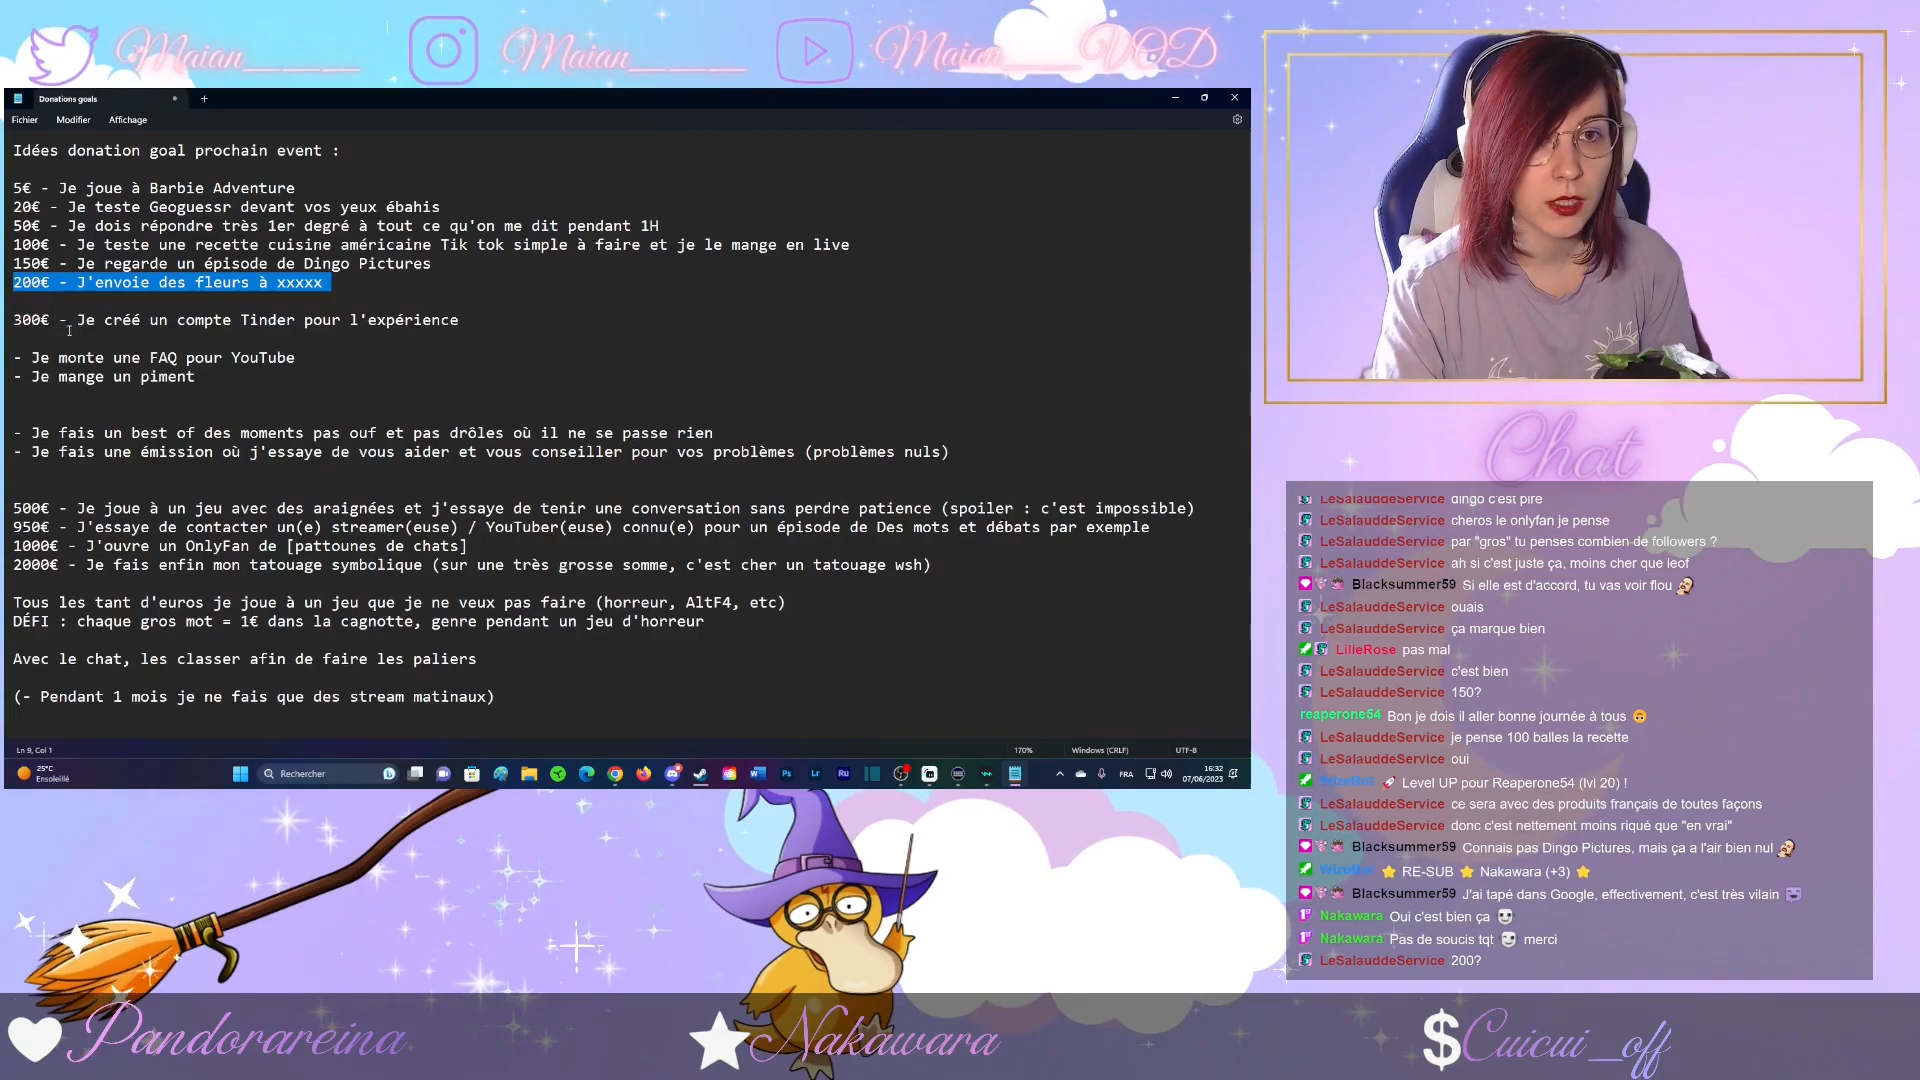 Maian_____
Maian_____
Maian____VOD
Donations goals
Fichier Modifier Affichage
Idées donation goal prochain event :
5€ - Je joue à Barbie Adventure
20€ - Je teste Geoguessr devant vos yeux ébahis
50€ - Je dois répondre très 1er degré à tout ce qu'on me dit pendant 1H
100€ - Je teste une recette cuisine américaine Tik tok simple à faire et je le mange en live
150€ - Je regarde un épisode de Dingo Pictures
200€ - J'envoie des fleurs à xxxxx
300€ - Je créé un compte Tinder pour l'expérience
- Je monte une FAQ pour YouTube
- Je mange un piment
- Je fais un best of des moments pas ouf et pas drôles où il ne se passe rien
- Je fais une émission où j'essaye de vous aider et vous conseiller pour vos problèmes (problèmes nuls)
500€ - Je joue à un jeu avec des araignées et j'essaye de tenir une conversation sans perdre patience (spoiler : c'est impossible)
950€ - J'essaye de contacter un(e) streamer(euse) / YouTuber(euse) connu(e) pour un épisode de Des mots et débats par exemple
1000€ - J'ouvre un OnlyFan de [pattounes de chats]
2000€ - Je fais enfin mon tatouage symbolique (sur une très grosse somme, c'est cher un tatouage wsh)
Tous les tant d'euros je joue à un jeu que je ne veux pas faire (horreur, AltF4, etc)
DÉFI : chaque gros mot = 1€ dans la cagnotte, genre pendant un jeu d'horreur
Avec le chat, les classer afin de faire les paliers
(- Pendant 1 mois je ne fais que des stream matinaux)
Ln 9, Col 1 170% Windows (CRLF) UTF-8
25°C
Ensoleillé
Rechercher
W Ps Lr Ru
FRA
16:32
07/06/2023
Chat
LeSalauddeService dingo c'est pire
LeSalauddeService cheros le onlyfan je pense
LeSalauddeService par "gros" tu penses combien de followers ?
LeSalauddeService ah si c'est juste ça, moins cher que leof
Blacksummer59 Si elle est d'accord, tu vas voir flou
LeSalauddeService ouais
LeSalauddeService ça marque bien
LilieRose pas mal
LeSalauddeService c'est bien
LeSalauddeService 150?
reaperone54 Bon je dois il aller bonne journée à tous 🙃
LeSalauddeService je pense 100 balles la recette
LeSalauddeService oui
WizeBot 🚀 Level UP pour Reaperone54 (lvl 20) !
LeSalauddeService ce sera avec des produits français de toutes façons
LeSalauddeService donc c'est nettement moins riqué que "en vrai"
Blacksummer59 Connais pas Dingo Pictures, mais ça a l'air bien nul
WizeBot ⭐ RE-SUB ⭐ Nakawara (+3) ⭐
Blacksummer59 J'ai tapé dans Google, effectivement, c'est très vilain
Nakawara Oui c'est bien ça
Nakawara Pas de soucis tqt merci
LeSalauddeService 200?
Pandorareina
Nakawara
$ Cuicui_off